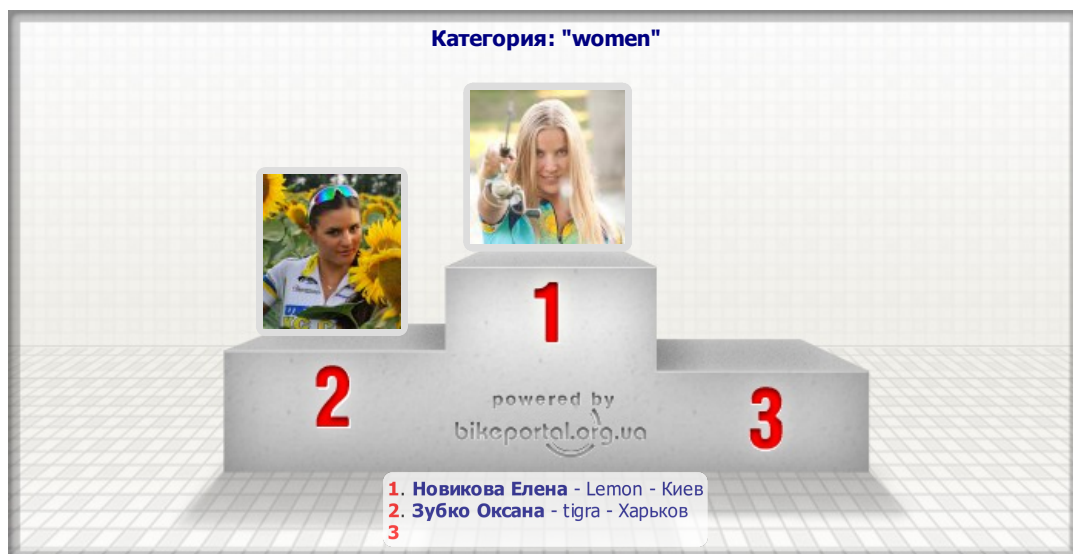 Категория: "women"
1
2
3
powered by
bikeportal.org.ua
1. Новикова Елена - Lemon - Киев
2. Зубко Оксана - tigra - Харьков
3